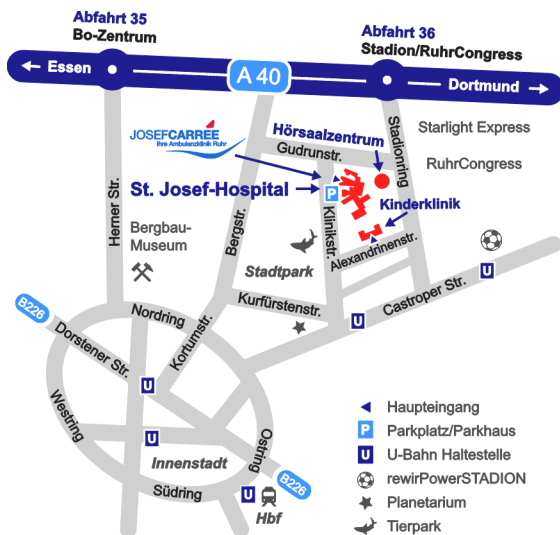 Abfahrt 35
Bo-Zentrum
Abfahrt 36
Stadion/RuhrCongress
Essen
A 40
Dortmund
JOSEFCARRÉE
Ihre Ambulanzklinik Ruhr
Hörsaalzentrum
Gudrunstr.
Stadionring
Starlight Express
RuhrCongress
St. Josef-Hospital
P
Kinderklinik
Herner Str.
Bergbau-
Museum
Bergstr.
Klinikstr.
Stadtpark
Alexandrinenstr.
U
Castroper Str.
Kurfürstenstr.
U
B226
Nordring
Dorstener Str.
Kortumstr.
U
Westring
U
Innenstadt
Ostring
B226
Südring
U
Hbf
Haupteingang
P
Parkplatz/Parkhaus
U
U-Bahn Haltestelle
rewirPowerSTADION
Planetarium
Tierpark